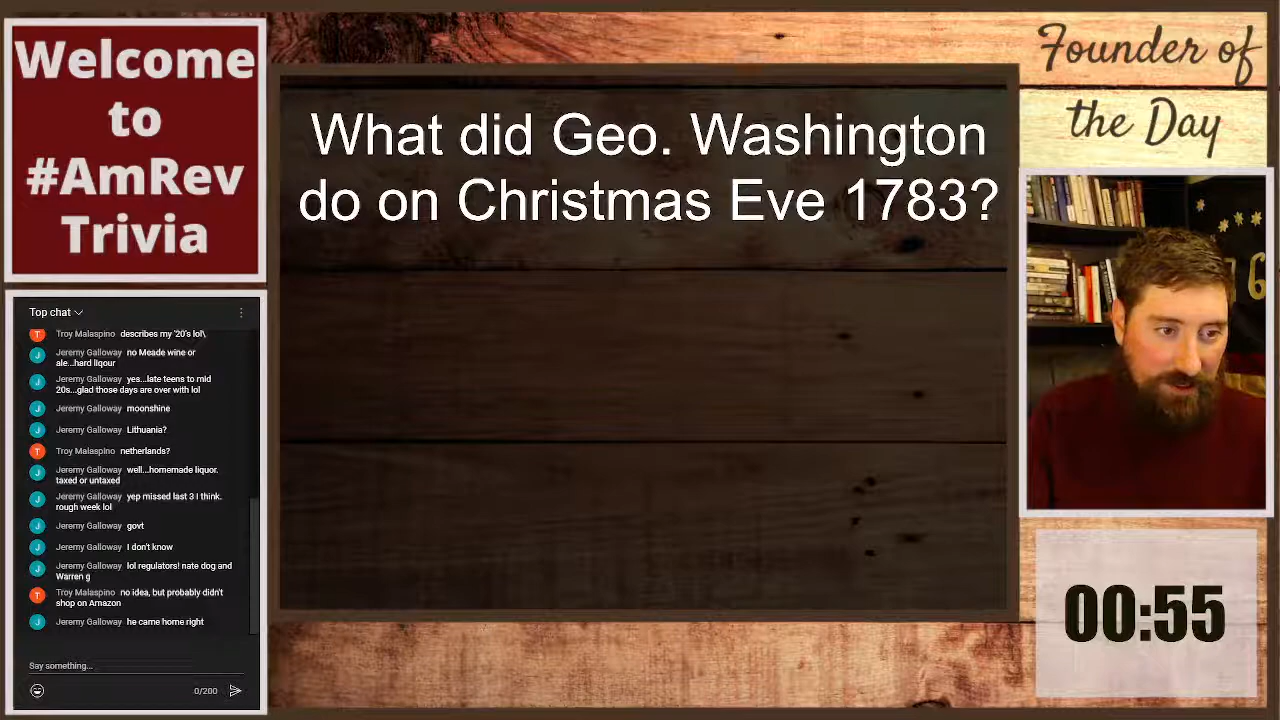 Welcome
to
#AmRev
Trivia
What did Geo. Washington
do on Christmas Eve 1783?
Founder of
the Day
Top chat
T Troy Malaspino describes my '20's lol\
J Jeremy Galloway no Meade wine or
ale...hard liqour
J Jeremy Galloway yes...late teens to mid
20s...glad those days are over with lol
J Jeremy Galloway moonshine
J Jeremy Galloway Lithuania?
T Troy Malaspino netherlands?
J Jeremy Galloway well...homemade liquor.
taxed or untaxed
J Jeremy Galloway yep missed last 3 I think.
rough week lol
J Jeremy Galloway govt
J Jeremy Galloway I don't know
J Jeremy Galloway lol regulators! nate dog and
Warren g
T Troy Malaspino no idea, but probably didn't
shop on Amazon
J Jeremy Galloway he came home right
Say something...
0/200
6
00:55